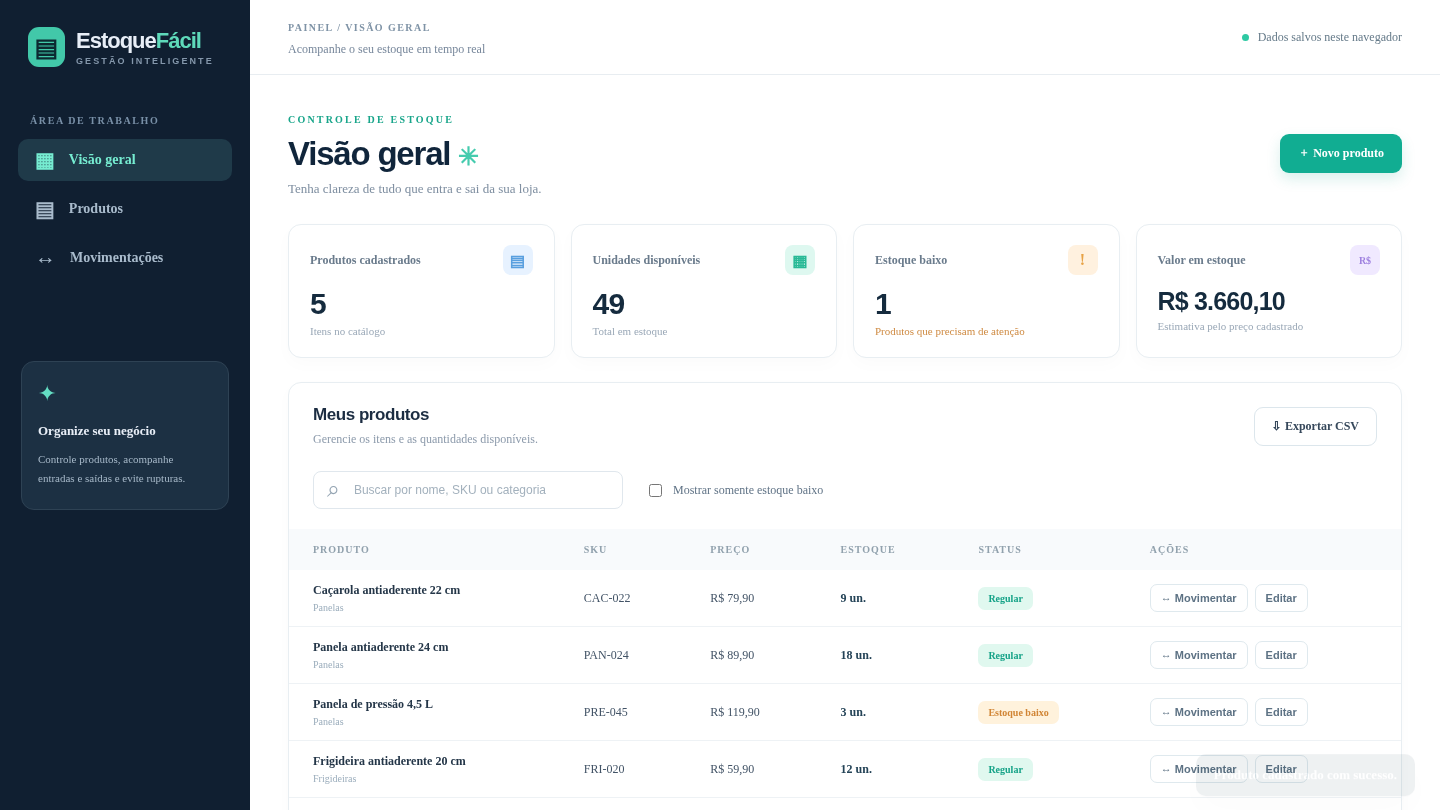 EstoqueFácil
GESTÃO INTELIGENTE
ÁREA DE TRABALHO
Visão geral
Produtos
Movimentações
Organize seu negócio
Controle produtos, acompanhe
entradas e saídas e evite rupturas.
PAINEL / VISÃO GERAL
Acompanhe o seu estoque em tempo real
Dados salvos neste navegador
CONTROLE DE ESTOQUE
Visão geral
Tenha clareza de tudo que entra e sai da sua loja.
+ Novo produto
Produtos cadastrados
5
Itens no catálogo
Unidades disponíveis
49
Total em estoque
Estoque baixo
!
1
Produtos que precisam de atenção
Valor em estoque
R$
R$ 3.660,10
Estimativa pelo preço cadastrado
Meus produtos
Gerencie os itens e as quantidades disponíveis.
⇩ Exportar CSV
Buscar por nome, SKU ou categoria
Mostrar somente estoque baixo
PRODUTO SKU PREÇO ESTOQUE STATUS AÇÕES
Caçarola antiaderente 22 cm
Panelas
CAC-022 R$ 79,90 9 un. Regular ↔ Movimentar Editar
Panela antiaderente 24 cm
Panelas
PAN-024 R$ 89,90 18 un. Regular ↔ Movimentar Editar
Panela de pressão 4,5 L
Panelas
PRE-045 R$ 119,90 3 un. Estoque baixo ↔ Movimentar Editar
Frigideira antiaderente 20 cm
Frigideiras
FRI-020 R$ 59,90 12 un. Regular ↔ Movimentar Editar
Produto cadastrado com sucesso.